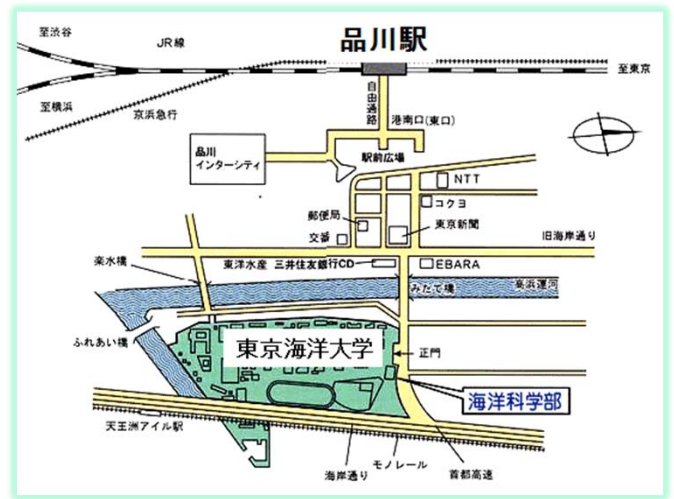 品川駅
至渋谷
JR線
至東京
至横浜
京浜急行
自由通路
港南口(東口)
品川
インターシティ
駅前広場
NTT
コクヨ
郵便局
東京新聞
交番
旧海岸通り
楽水橋
東洋水産
三井住友銀行CD
EBARA
みたて橋
高浜運河
ふれあい橋
東京海洋大学
正門
海洋科学部
天王洲アイル駅
海岸通り
モノレール
首都高速